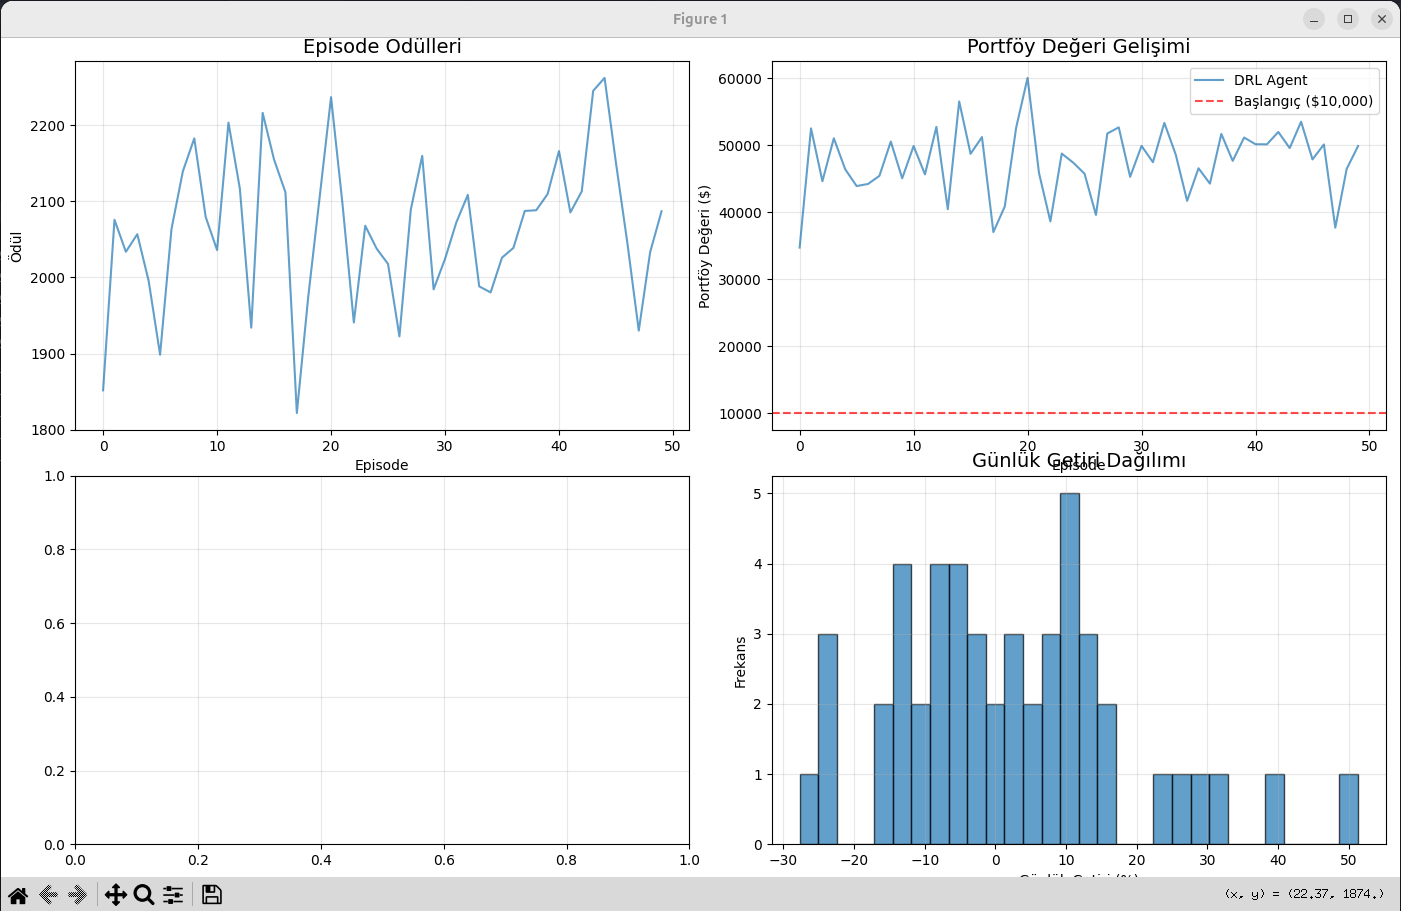 Figure 1
Episode Odülleri
Ödül
2200
2100
2000
1900
1800
0 10 20 30 40 50
Episode
Portföy Değeri Gelişimi
DRL Agent
Başlangıç ($10,000)
Portföy Değeri ($)
60000
50000
40000
30000
20000
10000
0 10 20 30 40 50
Episode
1.0
0.8
0.6
0.4
0.2
0.0
0.0 0.2 0.4 0.6 0.8 1.0
Günlük Getiri Dağılımı
Frekans
5
4
3
2
1
0
−30 −20 −10 0 10 20 30 40 50
Günlük Getiri (%)
(x, y) = (22.37, 1874.)